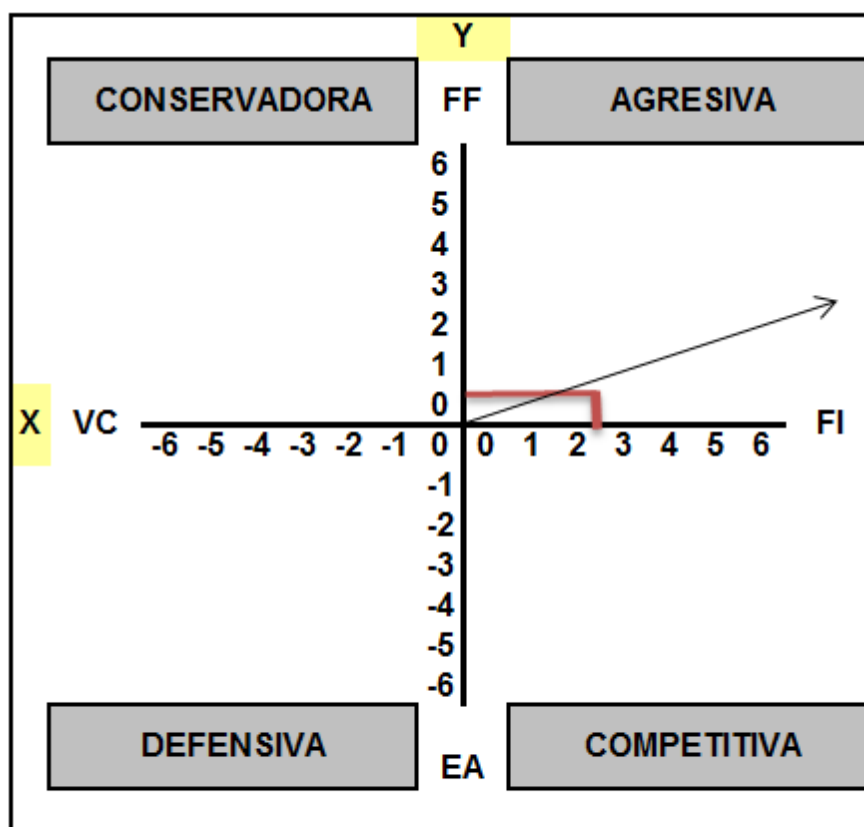 Y
CONSERVADORA FF AGRESIVA
6
5
4
3
2
1
0
X VC FI
-6 -5 -4 -3 -2 -1 0 0 1 2 3 4 5 6
-1
-2
-3
-4
-5
-6
DEFENSIVA EA COMPETITIVA